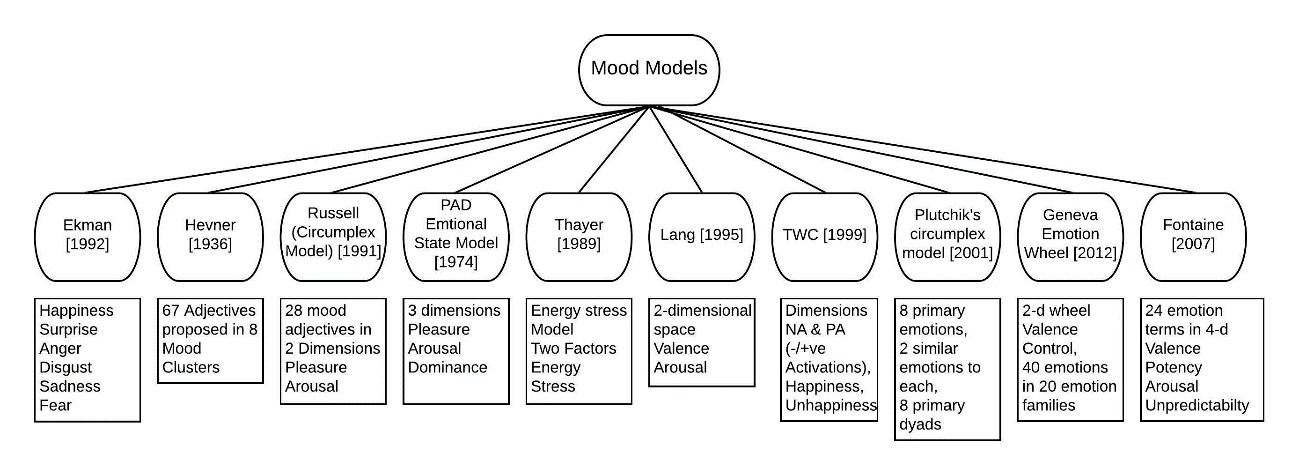 Mood Models
Ekman
[1992]
Hevner
[1936]
Russell
(Circumplex
Model) [1991]
PAD
Emtional
State Model
[1974]
Thayer
[1989]
Lang [1995]
TWC [1999]
Plutchik's
circumplex
model [2001]
Geneva
Emotion
Wheel [2012]
Fontaine
[2007]
Happiness
Surprise
Anger
Disgust
Sadness
Fear
67 Adjectives
proposed in 8
Mood
Clusters
28 mood
adjectives in
2 Dimensions
Pleasure
Arousal
3 dimensions
Pleasure
Arousal
Dominance
Energy stress
Model
Two Factors
Energy
Stress
2-dimensional
space
Valence
Arousal
Dimensions
NA & PA
(-/+ve
Activations),
Happiness,
Unhappiness
8 primary
emotions,
2 similar
emotions to
each,
8 primary
dyads
2-d wheel
Valence
Control,
40 emotions
in 20 emotion
families
24 emotion
terms in 4-d
Valence
Potency
Arousal
Unpredictabilty